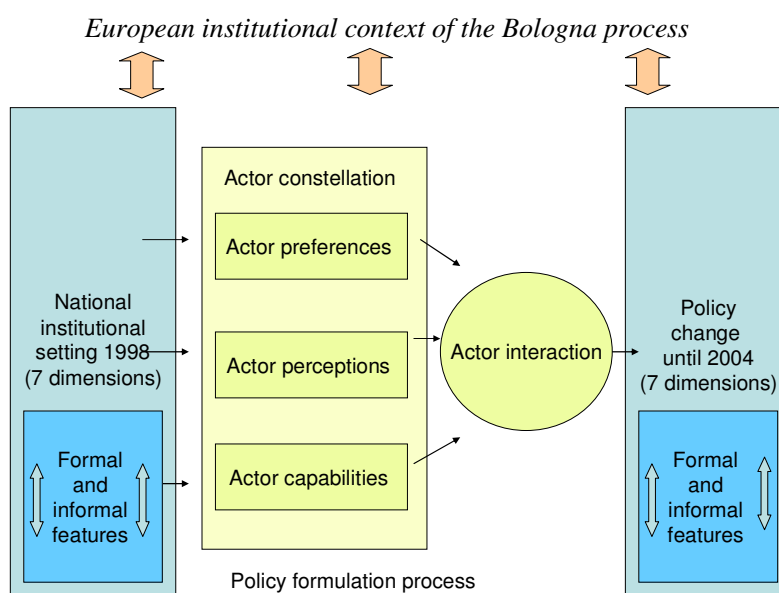 European institutional context of the Bologna process
National
institutional
setting 1998
(7 dimensions)
Formal
and
informal
features
Actor constellation
Actor preferences
Actor perceptions
Actor capabilities
Policy formulation process
Actor interaction
Policy
change
until 2004
(7 dimensions)
Formal
and
informal
features